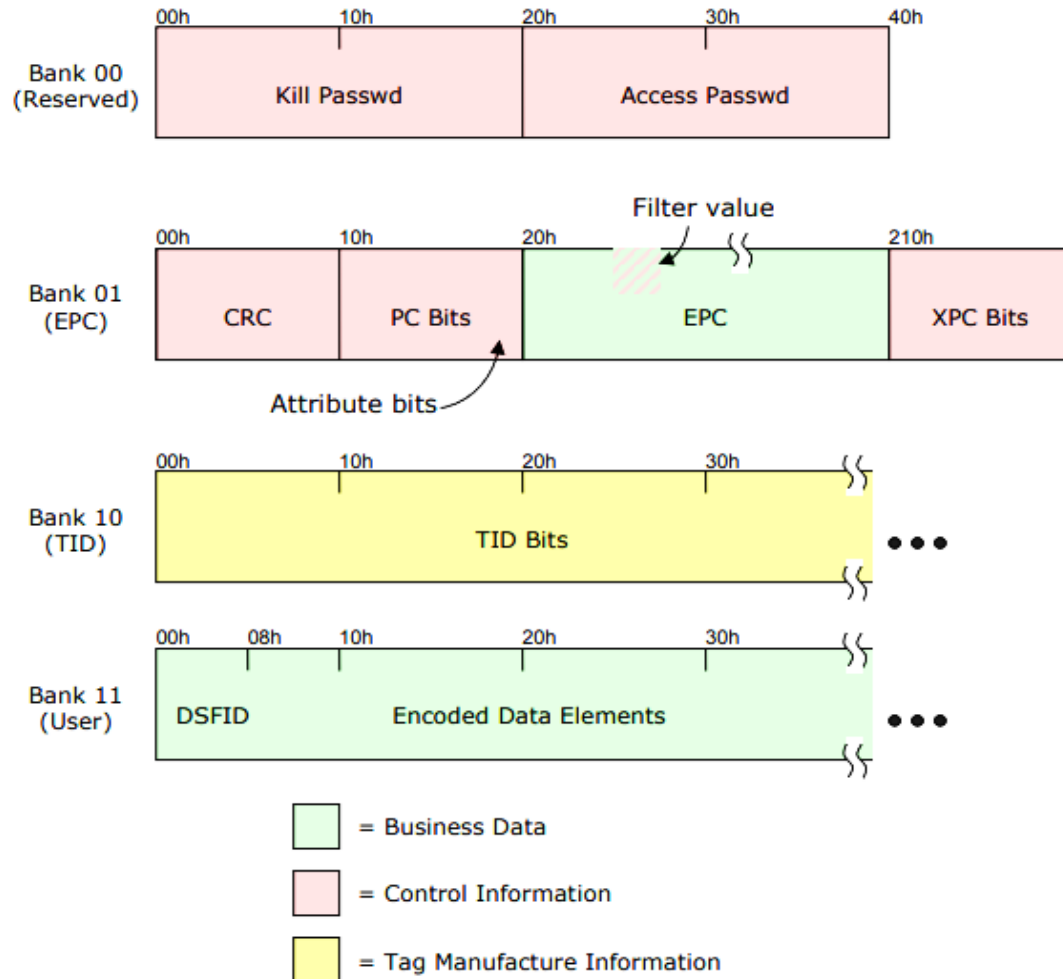 00h 10h 20h 30h 40h
Bank 00
(Reserved)
Kill Passwd Access Passwd
Filter value
00h 10h 20h 210h
Bank 01
(EPC)
CRC PC Bits EPC XPC Bits
Attribute bits
00h 10h 20h 30h
Bank 10
(TID)
TID Bits
00h 08h 10h 20h 30h
Bank 11
(User)
DSFID Encoded Data Elements
= Business Data
= Control Information
= Tag Manufacture Information